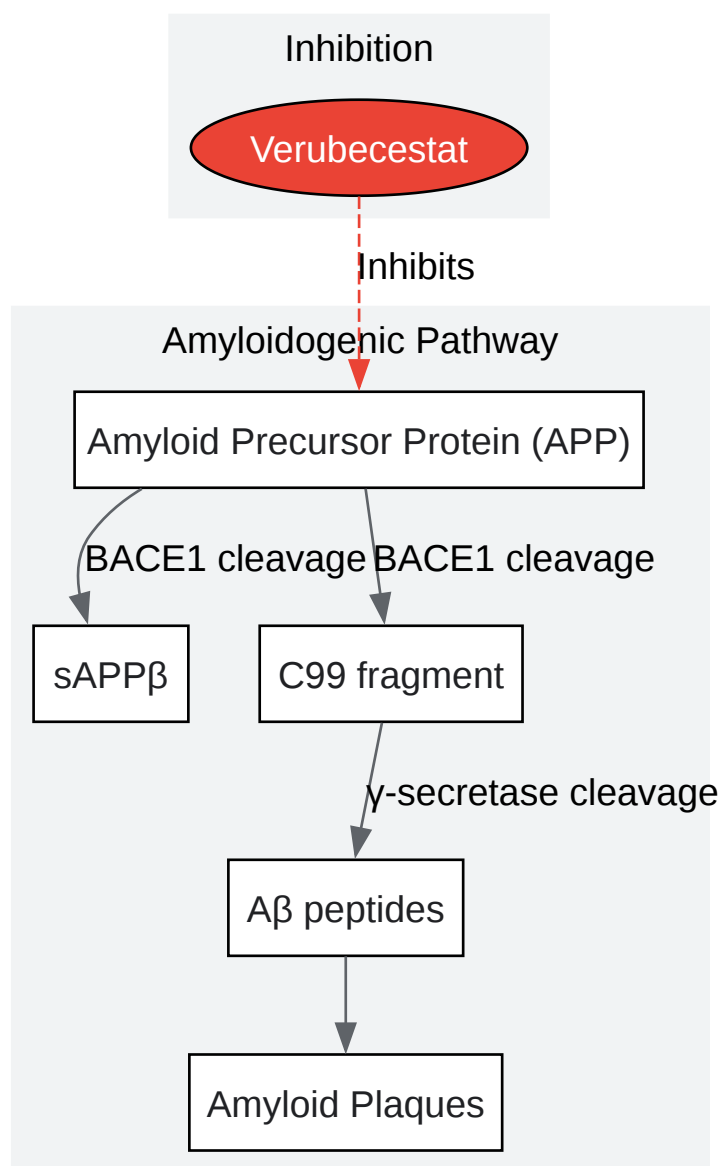 Inhibition
Verubecestat
Inhibits
Amyloidogenic Pathway
Amyloid Precursor Protein (APP)
BACE1 cleavage
BACE1 cleavage
sAPPβ
C99 fragment
γ-secretase cleavage
Aβ peptides
Amyloid Plaques